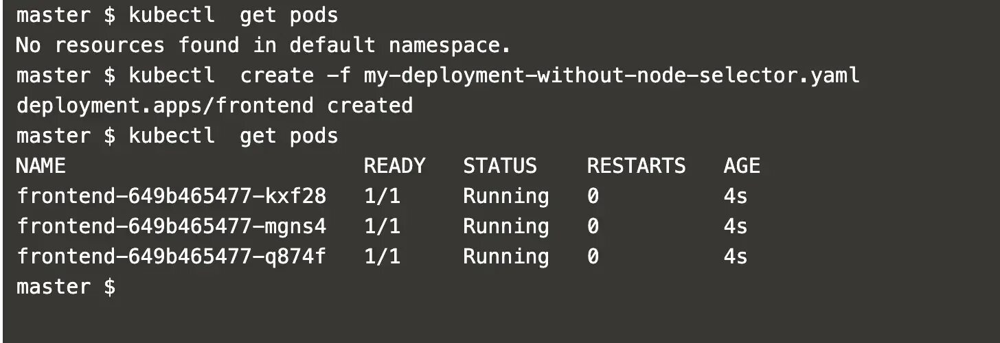 master $ kubectl  get pods
No resources found in default namespace.
master $ kubectl  create -f my-deployment-without-node-selector.yaml
deployment.apps/frontend created
master $ kubectl  get pods
NAME                        READY   STATUS    RESTARTS   AGE
frontend-649b465477-kxf28   1/1     Running   0          4s
frontend-649b465477-mgns4   1/1     Running   0          4s
frontend-649b465477-q874f   1/1     Running   0          4s
master $